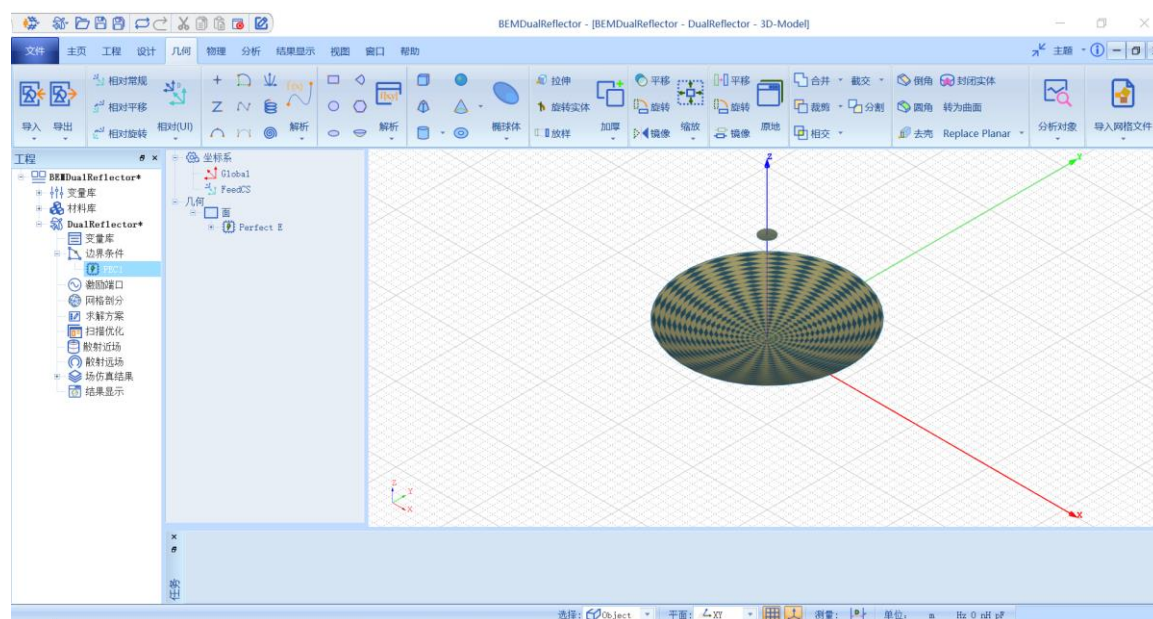 BEMDualReflector - [BEMDualReflector - DualReflector - 3D-Model]
文件 主页 工程 设计 几何 物理 分析 结果显示 视图 窗口 帮助 主题
相对常规 f(x) 拉伸 平移 平移 合并 截交 倒角 封闭实体
导入 导出 相对平移 相对(UI) 解析 f(x) 解析 椭球体 旋转实体 加厚 旋转 缩放 旋转 原地 裁剪 分割 圆角 转为曲面 分析对象 导入网格文件
相对旋转 放样 镜像 镜像 相交 去壳 Replace Planar
工程
BEMDualReflector*
变量库
材料库
DualReflector*
变量库
边界条件
PEC1
激励端口
网格剖分
求解方案
扫描优化
散射近场
散射远场
场仿真结果
结果显示
坐标系
Global
FeedCS
几何
面
Perfect E
Z
Y
X
Z
Y
X
任务
选择: Object 平面: XY 测量: 单位: m Hz O nH pF